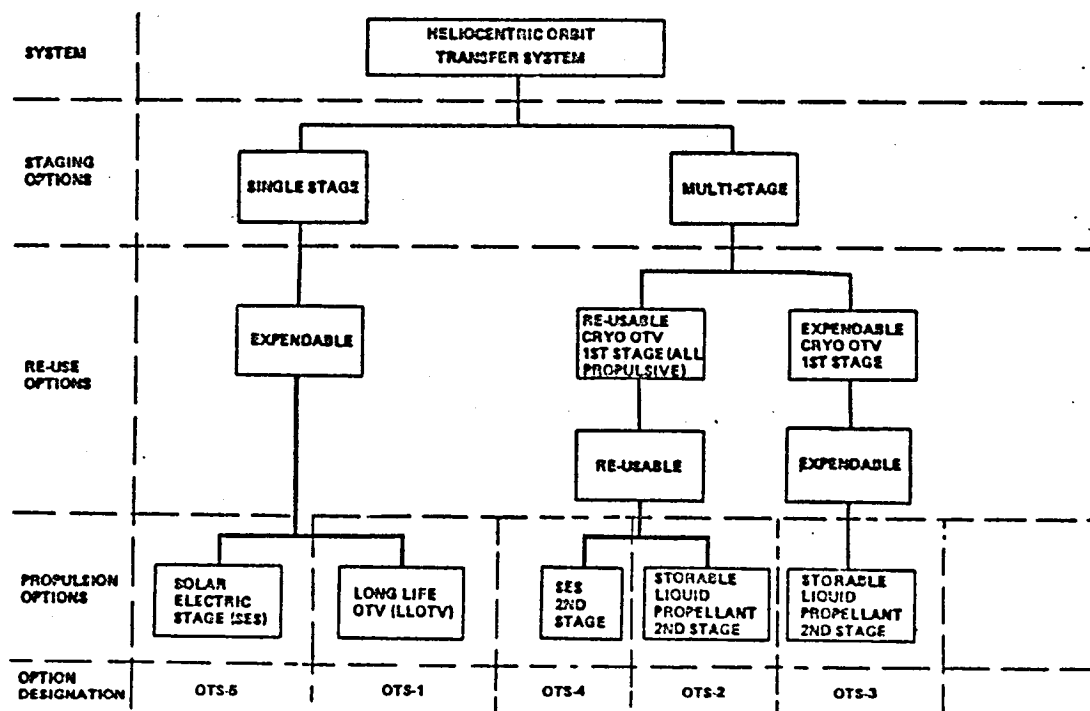 SYSTEM
HELIOCENTRIC ORBIT
TRANSFER SYSTEM
STAGING
OPTIONS
SINGLE STAGE
MULTI-STAGE
RE-USE
OPTIONS
EXPENDABLE
RE-USABLE
CRYO OTV
1ST STAGE (ALL
PROPULSIVE)
EXPENDABLE
CRYO OTV
1ST STAGE
RE-USABLE
EXPENDABLE
PROPULSION
OPTIONS
SOLAR
ELECTRIC
STAGE (SES)
LONG LIFE
OTV (LLOTV)
SES
2ND
STAGE
STORABLE
LIQUID
PROPELLANT
2ND STAGE
STORABLE
LIQUID
PROPELLANT
2ND STAGE
OPTION
DESIGNATION
OTS-5
OTS-1
OTS-4
OTS-2
OTS-3